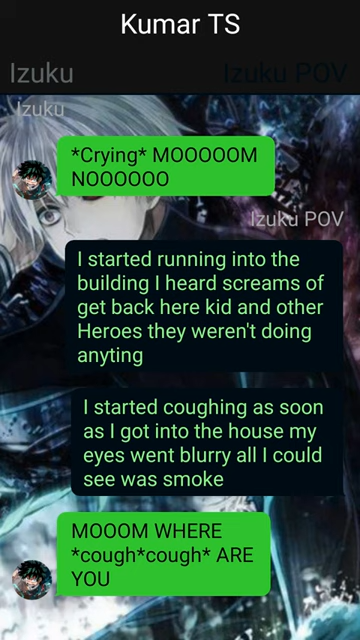 Kumar TS
Izuku
Izuku POV
Izuku
*Crying* MOOOOOM
NOOOOOO
Izuku POV
I started running into the
building I heard screams of
get back here kid and other
Heroes they weren't doing
anyting
I started coughing as soon
as I got into the house my
eyes went blurry all I could
see was smoke
MOOOM WHERE
*cough*cough* ARE
YOU